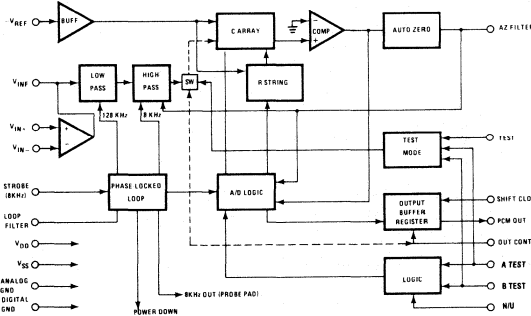 -VREF
BUFF
C ARRAY
COMP
AUTO ZERO
AZ FILTER
VINF
LOW PASS
HIGH PASS
SW
R STRING
128 KHz
8 KHz
VIN+
VIN-
TEST MODE
TEST
STROBE (8KHz)
PHASE LOCKED LOOP
A/D LOGIC
OUTPUT BUFFER REGISTER
SHIFT CLO
PCM OUT
LOOP FILTER
OUT CONT
VDD
VSS
LOGIC
A TEST
ANALOG GND
B TEST
8KHz OUT (PROBE PAD)
DIGITAL GND
N/U
POWER DOWN